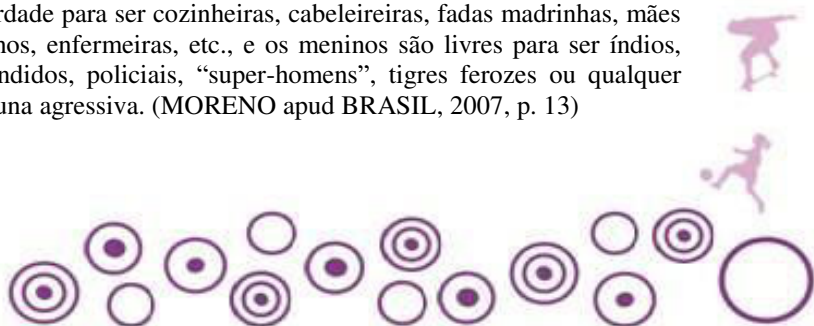 rdade para ser cozinheiras, cabeleireiras, fadas madrinhas, mães
nos, enfermeiras, etc., e os meninos são livres para ser índios,
ndidos, policiais, “super-homens”, tigres ferozes ou qualquer
una agressiva. (MORENO apud BRASIL, 2007, p. 13)